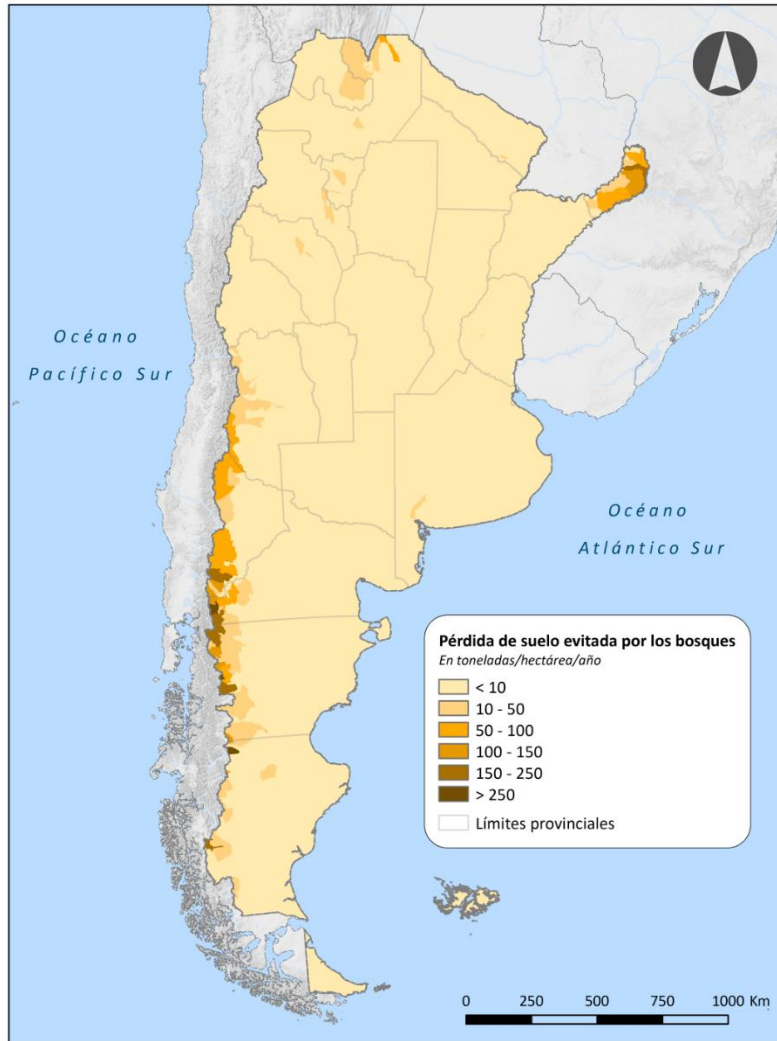 Océano
Pacífico Sur
Océano
Atlántico Sur
Pérdida de suelo evitada por los bosques
En toneladas/hectárea/año
< 10
10 - 50
50 - 100
100 - 150
150 - 250
> 250
Límites provinciales
0 250 500 750 1000 Km